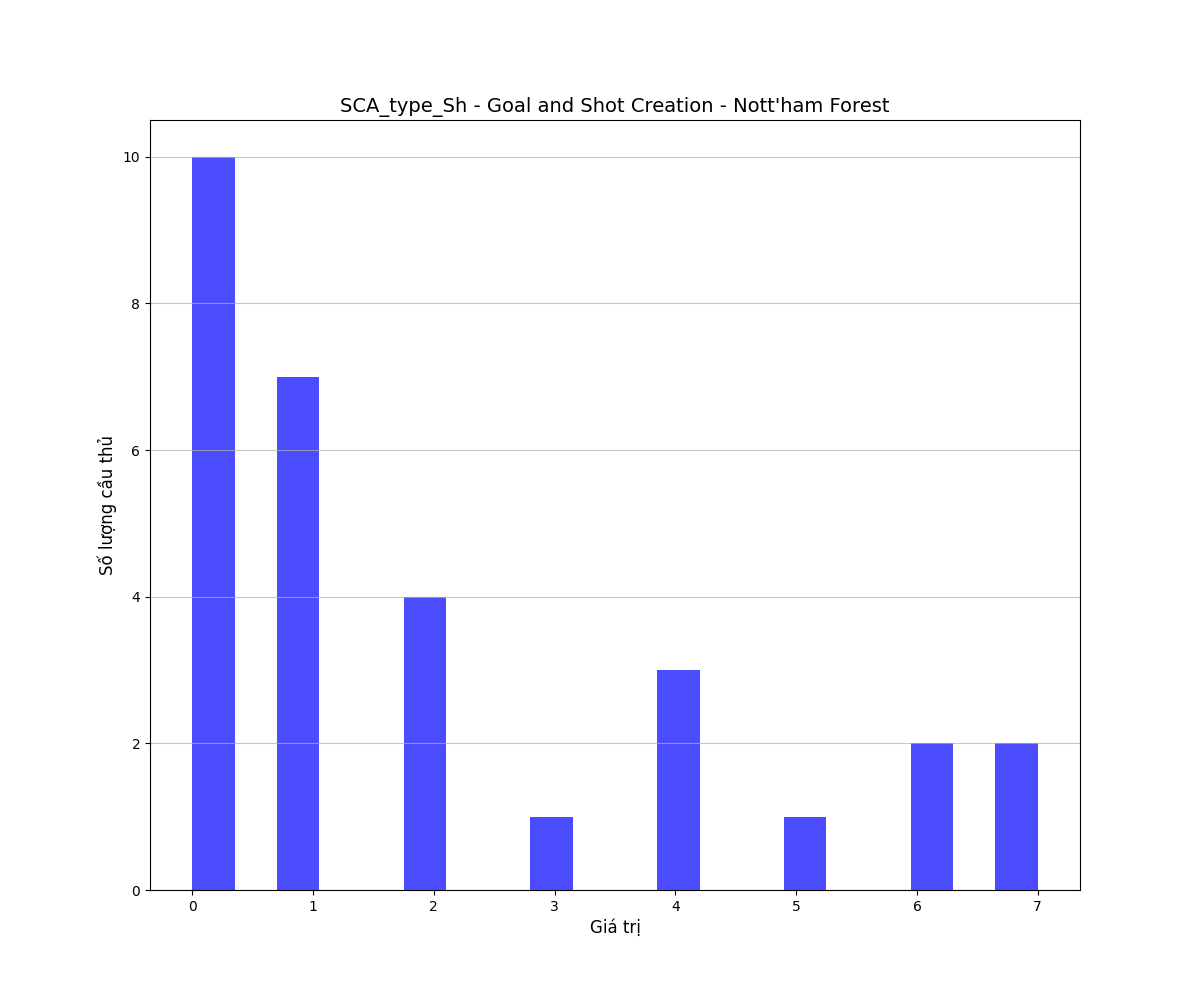 SCA_type_Sh - Goal and Shot Creation - Nott'ham Forest
10
8
6
4
2
0
Số lượng cầu thủ
0 1 2 3 4 5 6 7
Giá trị